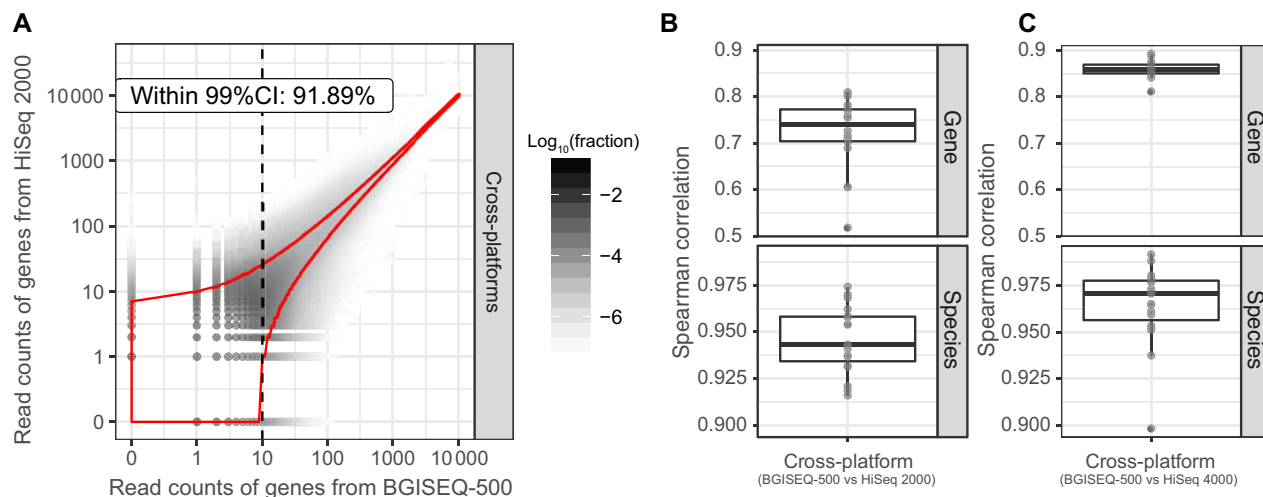 A
Read counts of genes from HiSeq 2000
10000
1000
100
10
1
0
Within 99%CI: 91.89%
Cross-platforms
0 1 10 100 1000 10000
Read counts of genes from BGISEQ-500
Log10(fraction)
−2
−4
−6
B
Spearman correlation
0.9
0.8
0.7
0.6
0.5
Gene
0.975
0.950
0.925
0.900
Species
Cross-platform
(BGISEQ-500 vs HiSeq 2000)
C
Spearman correlation
0.9
0.8
0.7
0.6
0.5
Gene
0.975
0.950
0.925
0.900
Species
Cross-platform
(BGISEQ-500 vs HiSeq 4000)